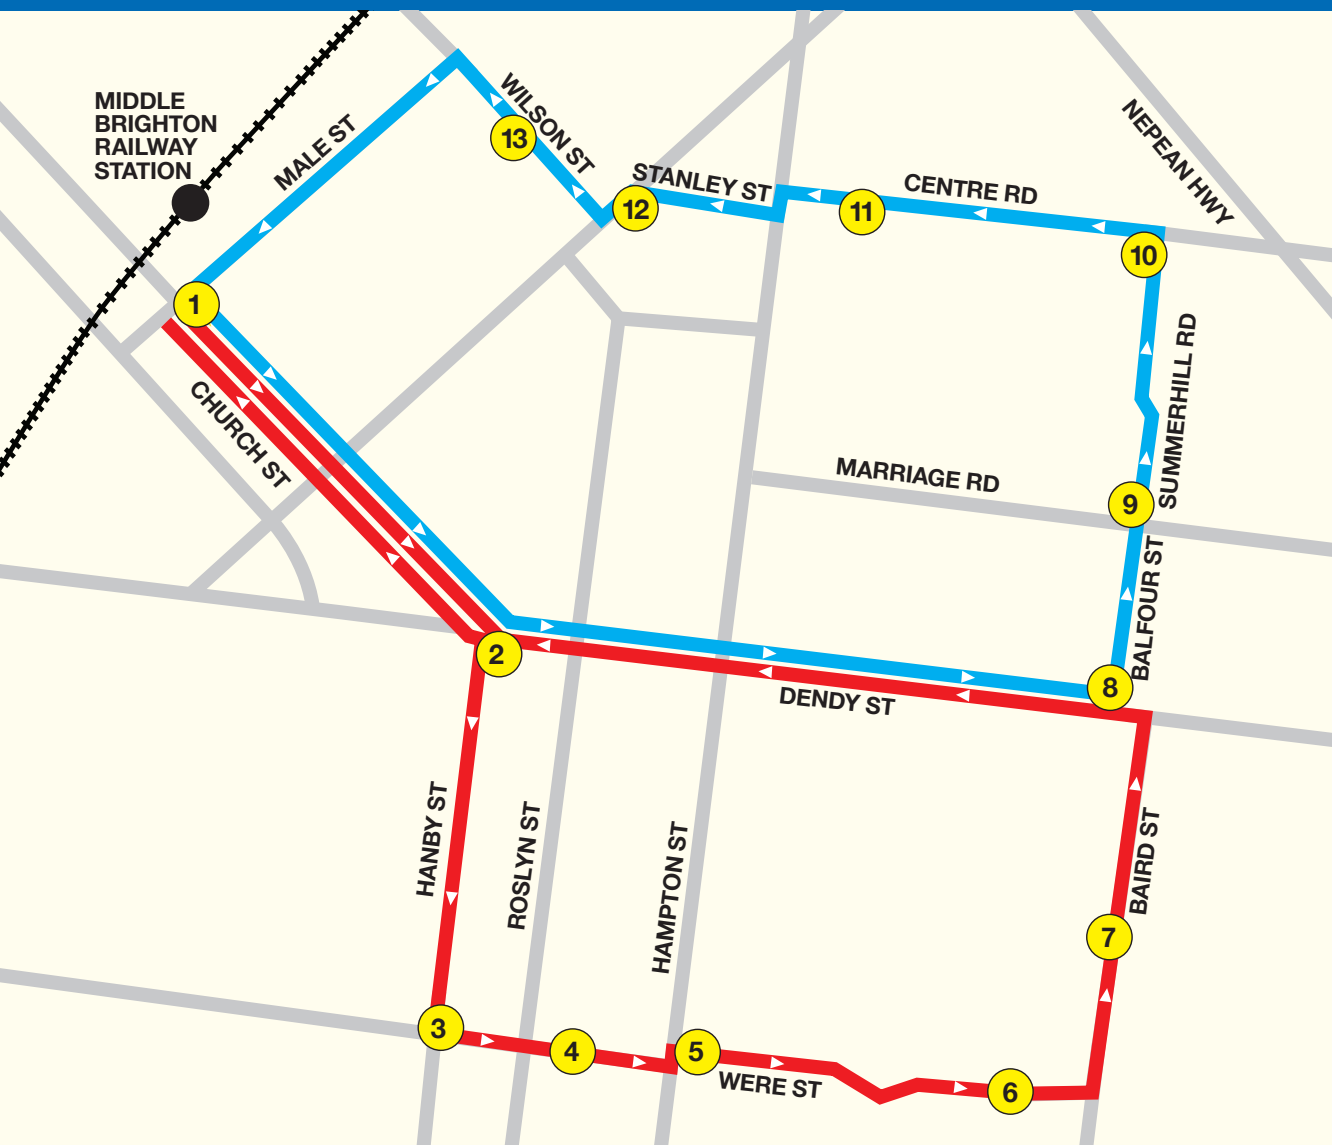 MIDDLE
BRIGHTON
RAILWAY
STATION
MALE ST
WILSON ST
13
STANLEY ST
12
11
CENTRE RD
NEPEAN HWY
10
1
CHURCH ST
SUMMERHILL RD
MARRIAGE RD
9
BALFOUR ST
2
8
DENDY ST
HANBY ST
ROSLYN ST
HAMPTON ST
BAIRD ST
7
3
4
5
WERE ST
6